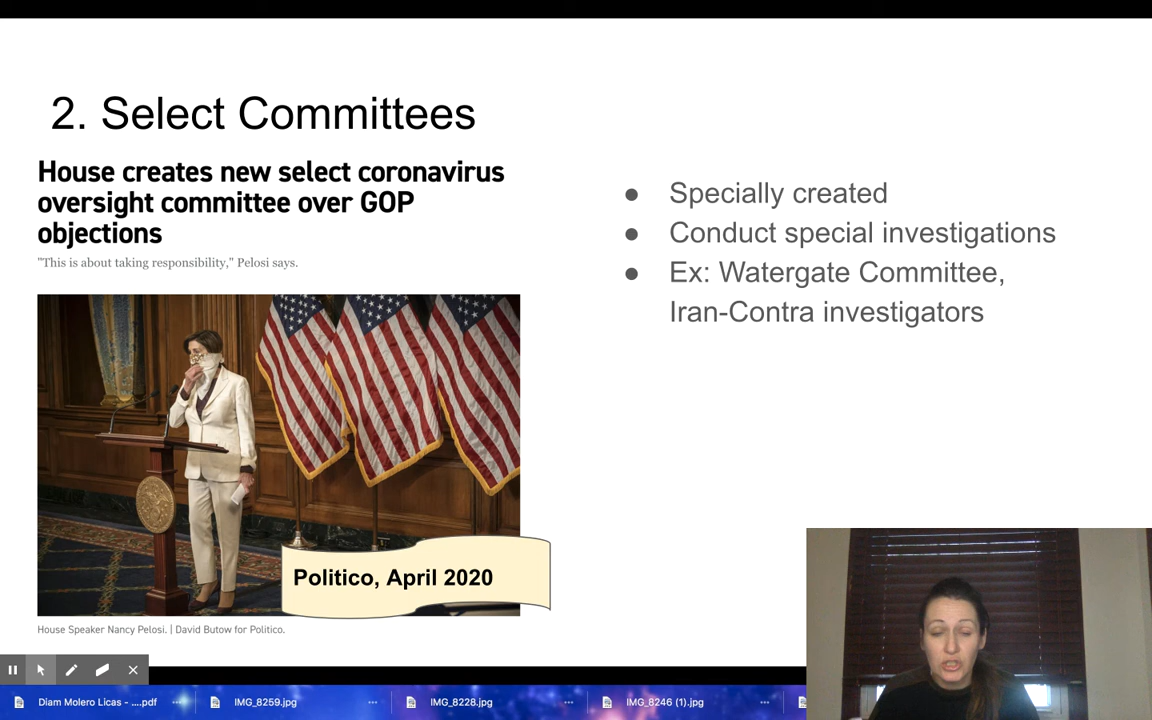 2. Select Committees
House creates new select coronavirus
oversight committee over GOP
objections
"This is about taking responsibility," Pelosi says.
Politico, April 2020
House Speaker Nancy Pelosi. | David Butow for Politico.
● Specially created
● Conduct special investigations
● Ex: Watergate Committee,
Iran-Contra investigators
Diam Molero Licas - ....pdf
IMG_8259.jpg
IMG_8228.jpg
IMG_8246 (1).jpg